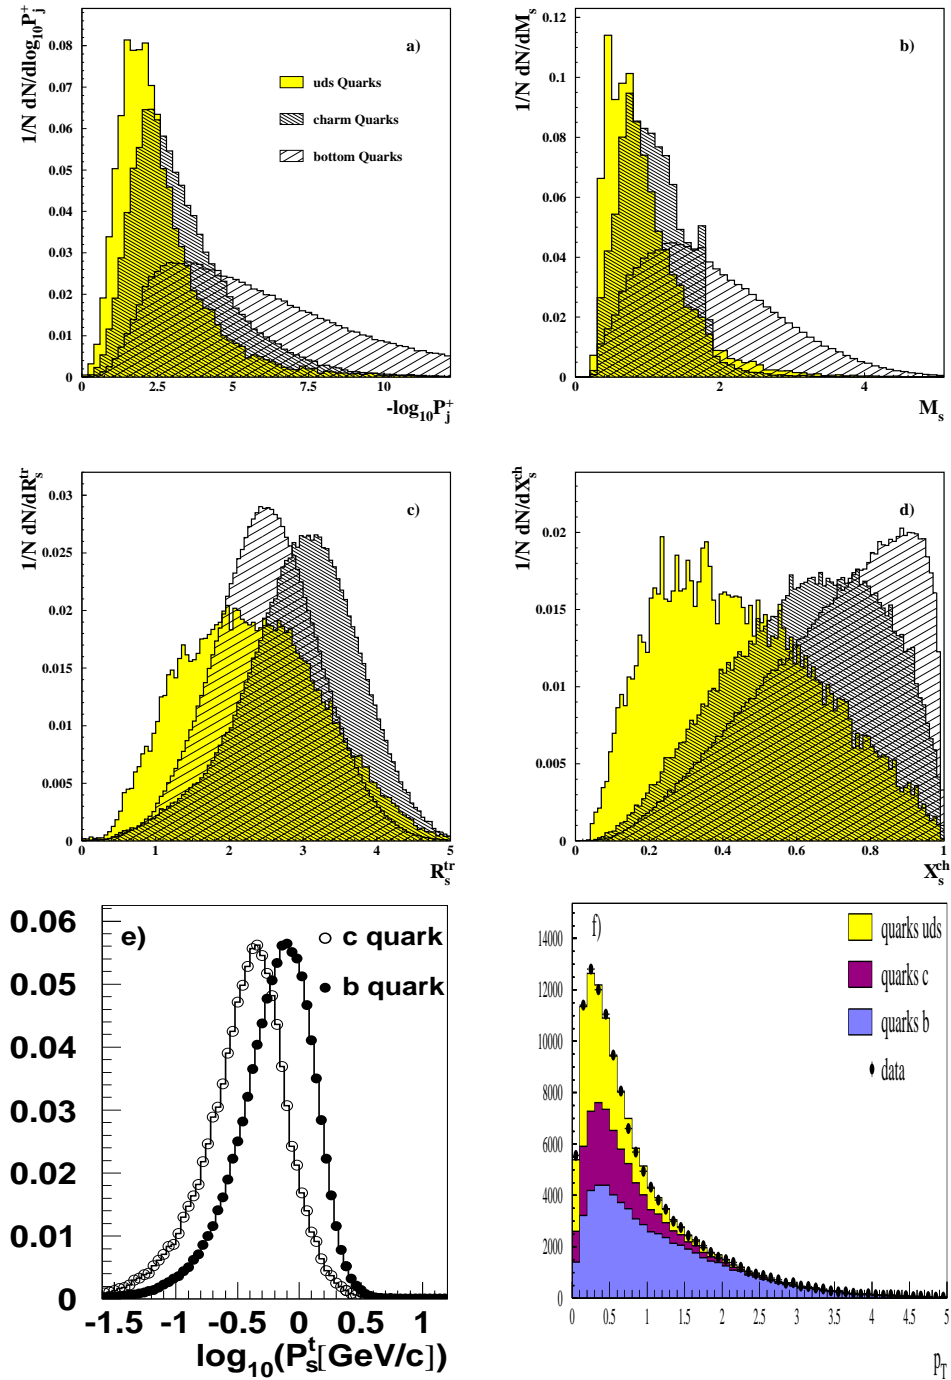 1/N dN/dlog₁₀P⁺ⱼ
a)
0.08
0.07
0.06
0.05
0.04
0.03
0.02
0.01
0
uds Quarks
charm Quarks
bottom Quarks
0 2.5 5 7.5 10
-log₁₀P⁺ⱼ
1/N dN/dMₛ
b)
0.12
0.1
0.08
0.06
0.04
0.02
0
0 2 4
Mₛ
1/N dN/dRₛᵗʳ
c)
0.03
0.025
0.02
0.015
0.01
0.005
0
0 1 2 3 4 5
Rₛᵗʳ
1/N dN/dXₛᶜʰ
d)
0.02
0.015
0.01
0.005
0
0 0.2 0.4 0.6 0.8 1
Xₛᶜʰ
e)
c quark
b quark
0.06
0.05
0.04
0.03
0.02
0.01
0
-1.5 -1 -0.5 0 0.5 1
log₁₀(Pₛᵗ[GeV/c])
f)
quarks uds
quarks c
quarks b
data
14000
12000
10000
8000
6000
4000
2000
0
0 0.5 1 1.5 2 2.5 3 3.5 4 4.5 5
p_T